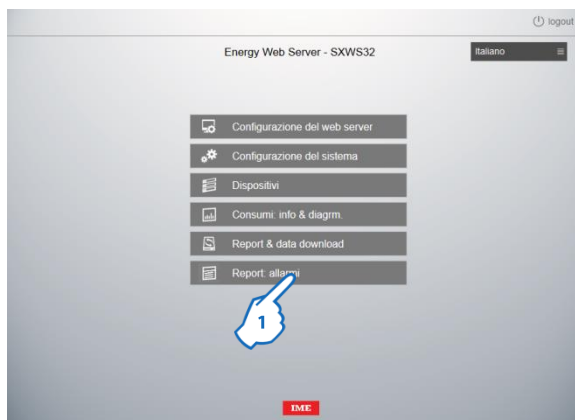 logout
Energy Web Server - SXWS32
Italiano
Configurazione del web server
Configurazione del sistema
Dispositivi
Consumi: info & diagrm.
Report & data download
Report: allarmi
1
IME